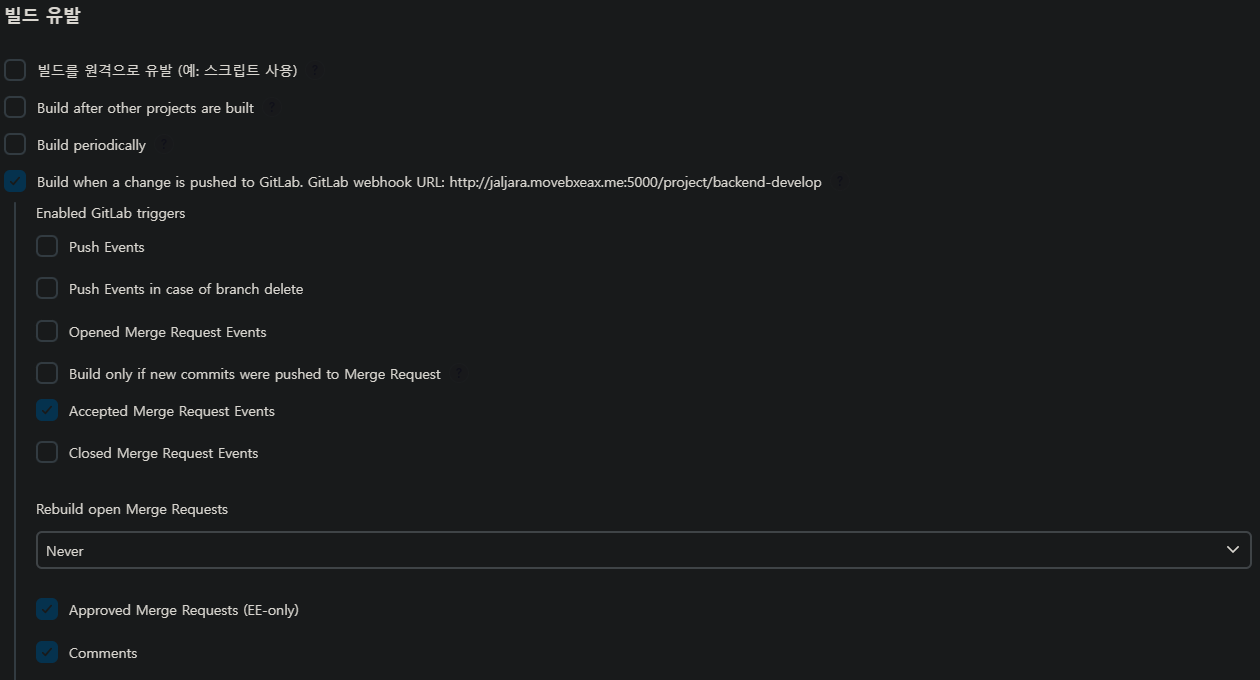 빌드 유발
빌드를 원격으로 유발 (예: 스크립트 사용) ?
Build after other projects are built ?
Build periodically ?
Build when a change is pushed to GitLab. GitLab webhook URL: http://jaljara.movebxeax.me:5000/project/backend-develop ?
Enabled GitLab triggers
Push Events
Push Events in case of branch delete
Opened Merge Request Events
Build only if new commits were pushed to Merge Request ?
Accepted Merge Request Events
Closed Merge Request Events
Rebuild open Merge Requests
Never
Approved Merge Requests (EE-only)
Comments